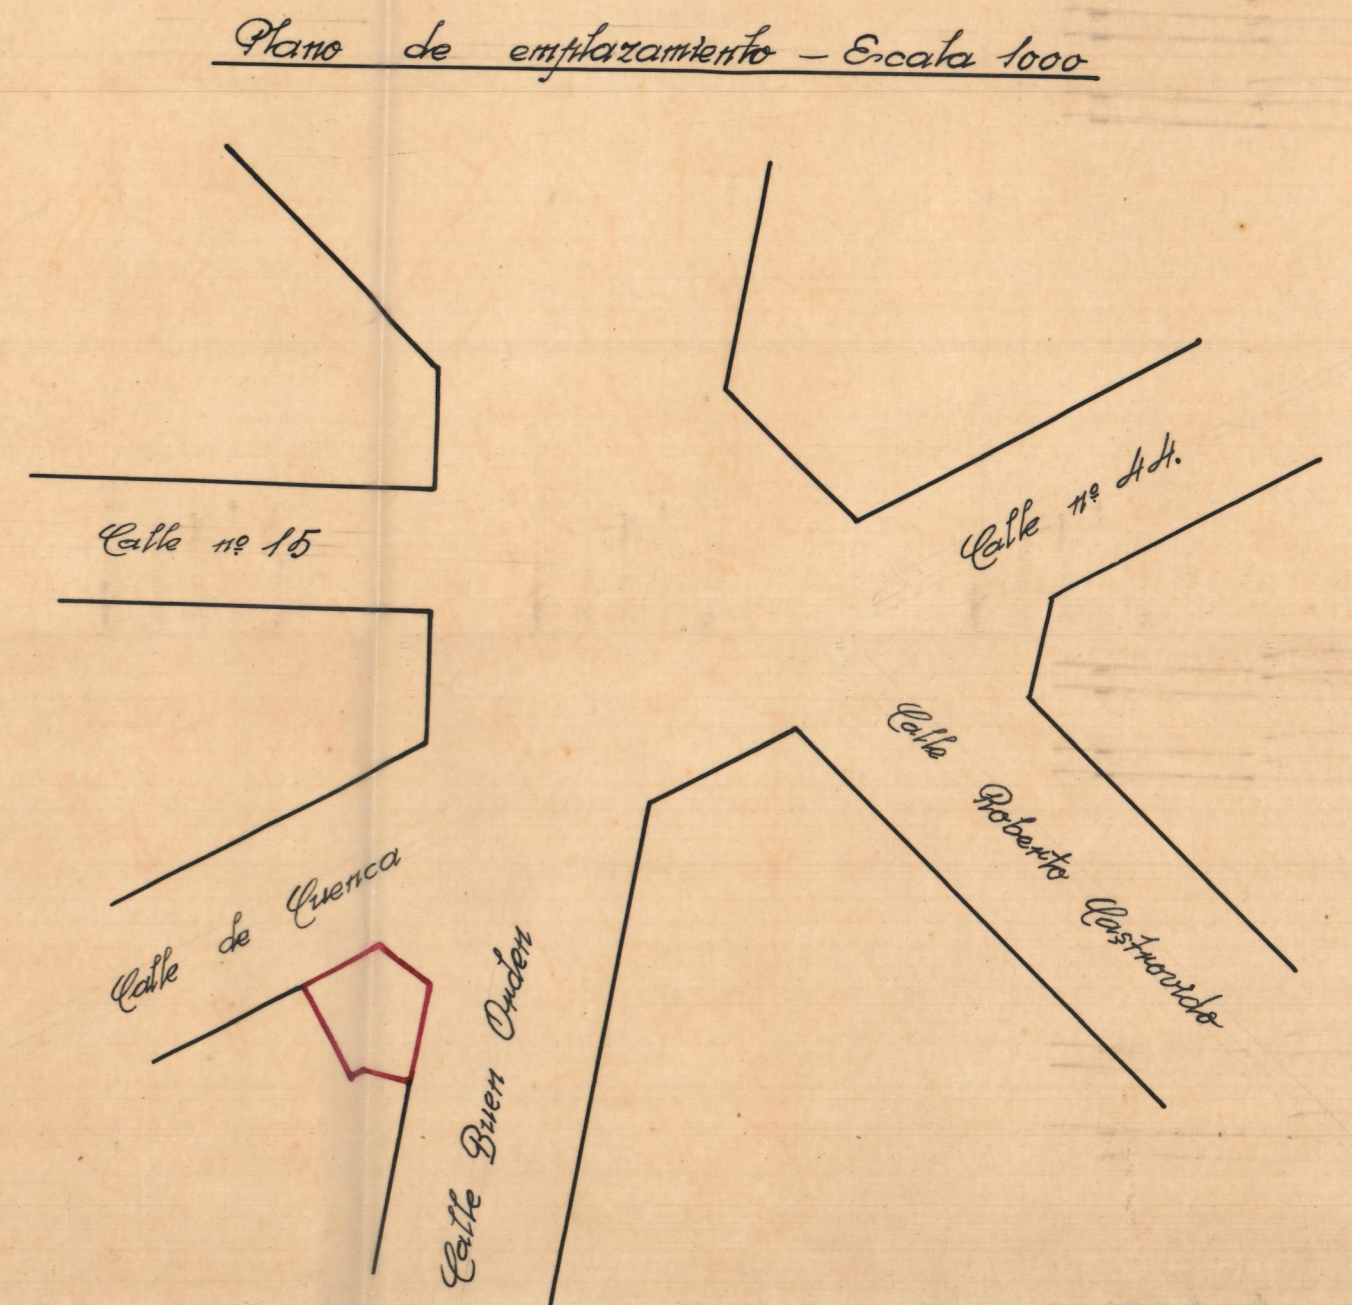 Plano de emplazamiento – Escala 1000
Calle nº 44.
Calle nº 15
Calle Roberto Castrovido
Calle de Cuenca
Calle Buen Orden